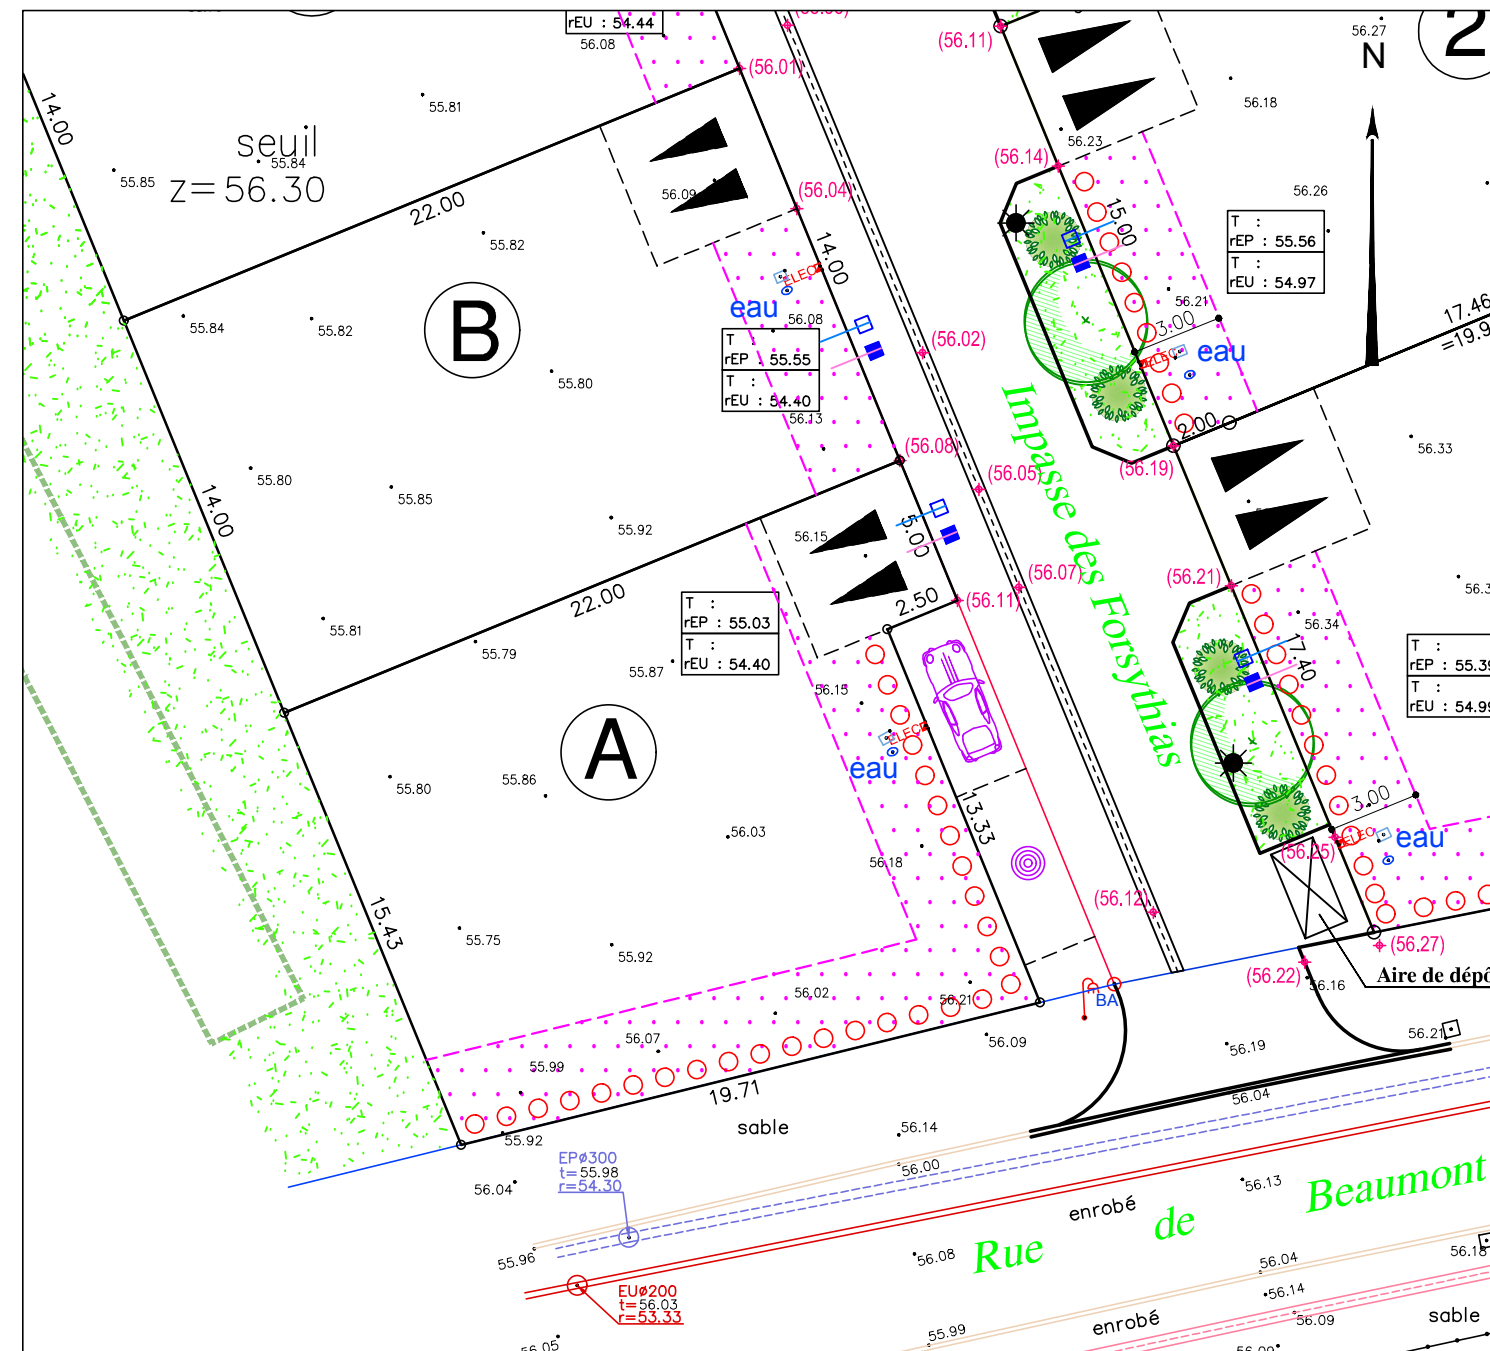 rEU : 54.44
56.08
(56.01)
(56.11)
56.27
2
N
14.00
55.81
seuil
55.84
z=56.30
55.85
56.18
56.23
(56.14)
56.26
22.00
56.09
(56.04)
15.00
T :
rEP : 55.56
T :
rEU : 54.97
55.82
14.00
ELEC
eau
56.08
56.21
3.00
17.46
55.84
55.82
B
T :
rEP : 55.55
T :
rEU : 54.40
(56.02)
ELEC
eau
55.80
56.13
2.00
(56.08)
(56.19)
56.33
55.80
55.85
14.00
55.92
(56.05)
56.15
5.00
Impasse des Forsythias
22.00
2.50
(56.11)
(56.07)
(56.21)
55.81
T :
rEP : 55.03
T :
rEU : 54.40
56.34
17.40
55.79
55.87
56.15
T :
rEP : 55.39
T :
rEU : 54.99
A
ELEC
eau
55.80
55.86
56.03
13.33
3.00
56.18
(56.25)
ELEC
eau
15.43
55.75
55.92
(56.12)
(56.27)
(56.22)
56.16
Aire de dépô
56.02
56.21
BA
56.07
55.99
56.09
56.19
56.21
19.71
56.04
sable
55.92
56.14
56.00
EPø300
t=55.98
r=54.30
56.04
56.13
Beaumont
enrobé
de
Rue
55.96
56.08
56.04
56.18
EUø200
t=56.03
r=53.33
56.14
56.09
sable
enrobé
55.99
56.05